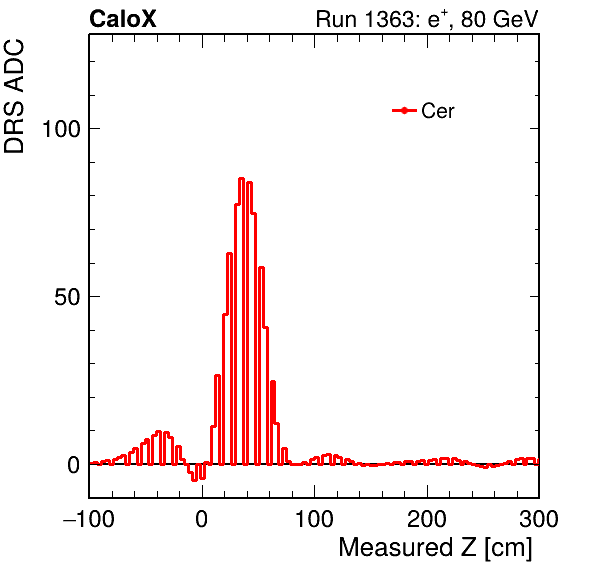 CaloX Run 1363: e⁺, 80 GeV
DRS ADC
Cer
100
50
0
−100 0 100 200 300
Measured Z [cm]